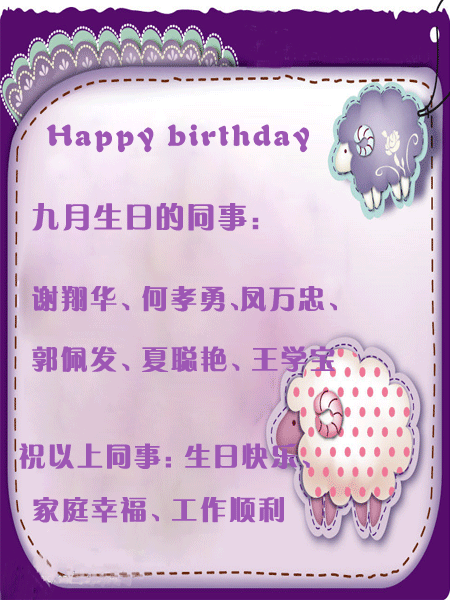 Happy birthday
九月生日的同事：
谢翔华、何孝勇、凤万忠、
郭佩发、夏聪艳、王学宝
祝以上同事：生日快乐、
家庭幸福、工作顺利